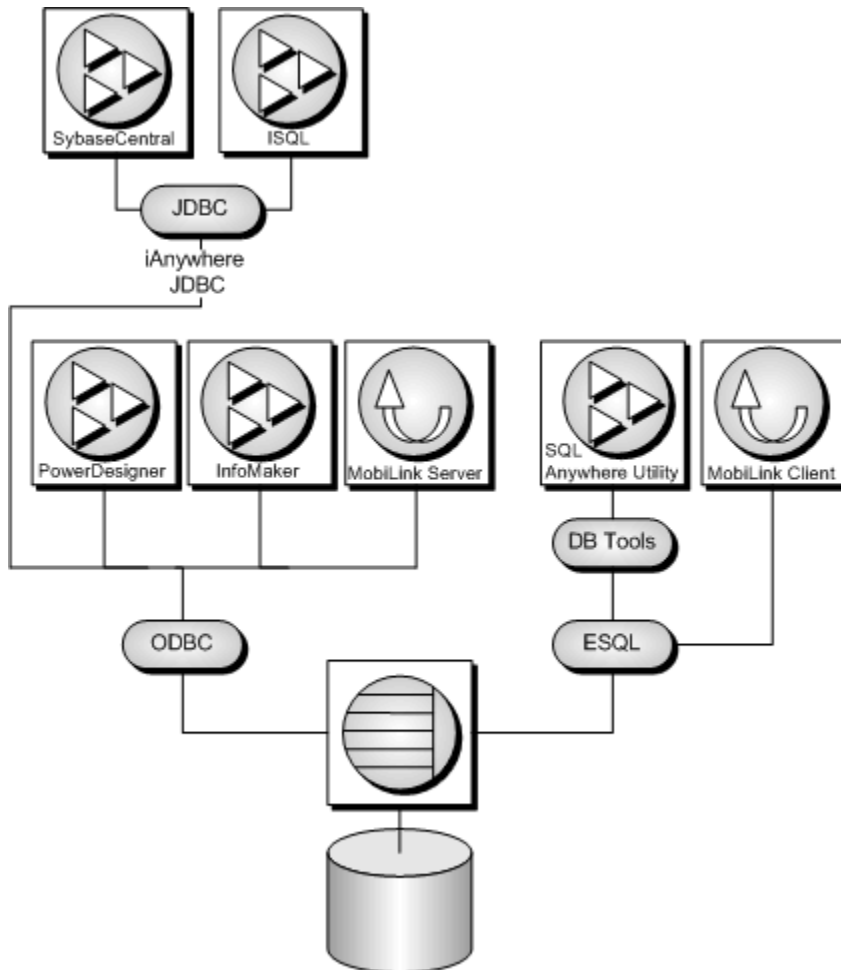 SybaseCentral
ISQL
JDBC
iAnywhere
JDBC
PowerDesigner
InfoMaker
MobiLink Server
SQL
Anywhere Utility
MobiLink Client
DB Tools
ODBC
ESQL